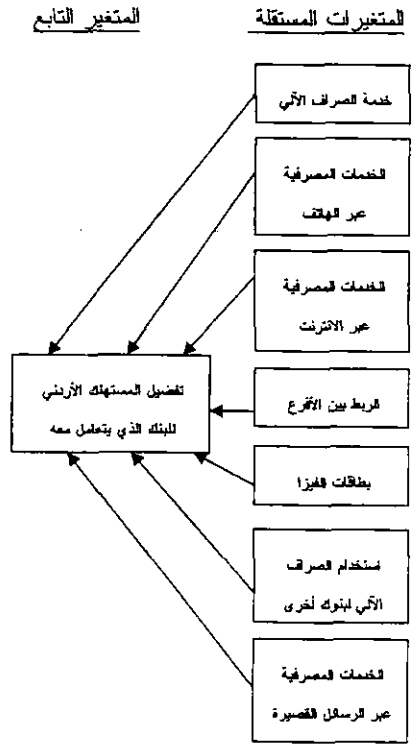 المتغيرات المستقلة
المتغير التابع
خدمة الصراف الآلي
الخدمات المصرفية
عبر الهاتف
الخدمات المصرفية
عبر الانترنت
الربط بين الأفرع
بطاقات الفيزا
استخدام الصراف
الآلي لبنوك أخرى
الخدمات المصرفية
عبر الرسائل القصيرة
تفضيل المستهلك الأردني
للبنك الذي يتعامل معه